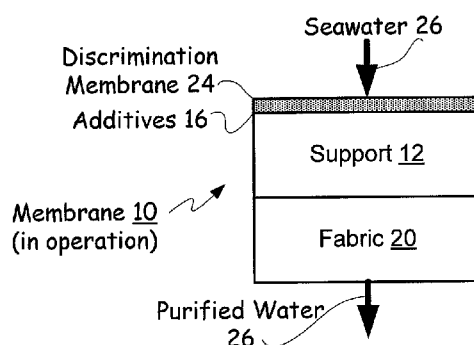 Seawater 26
Discrimination
Membrane 24
Additives 16
Support 12
Membrane 10
(in operation)
Fabric 20
Purified Water
26